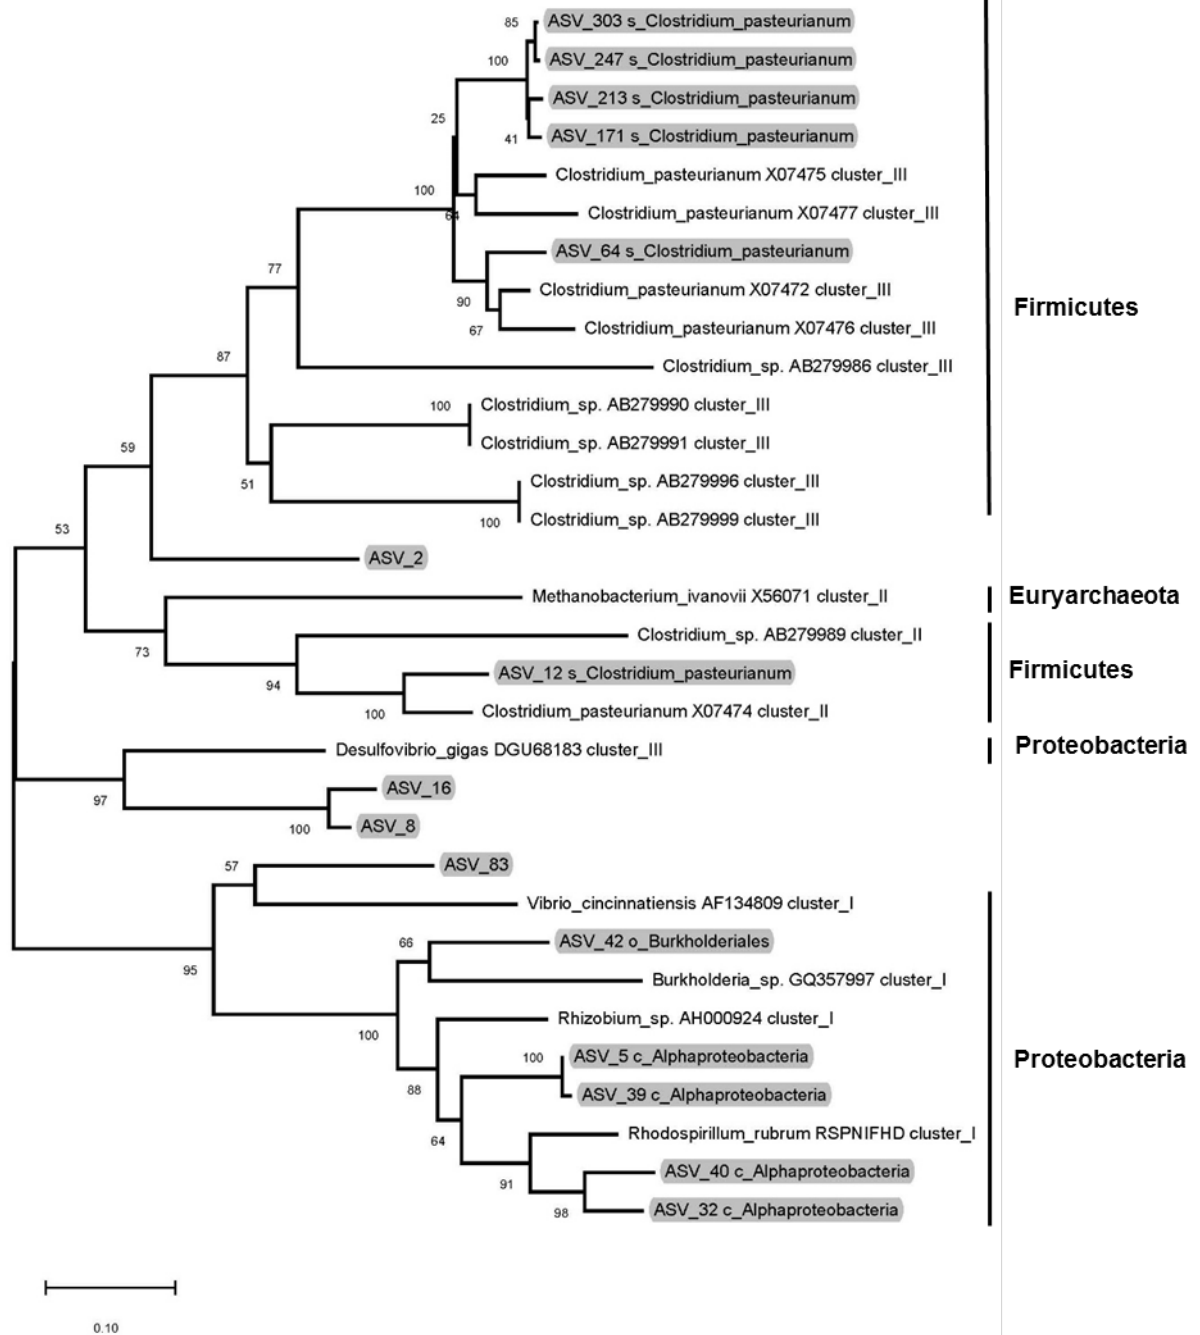 85
ASV_303 s_Clostridium_pasteurianum
100
ASV_247 s_Clostridium_pasteurianum
ASV_213 s_Clostridium_pasteurianum
25
41
ASV_171 s_Clostridium_pasteurianum
Clostridium_pasteurianum X07475 cluster_III
100
64
Clostridium_pasteurianum X07477 cluster_III
ASV_64 s_Clostridium_pasteurianum
77
Clostridium_pasteurianum X07472 cluster_III
90
Firmicutes
67
Clostridium_pasteurianum X07476 cluster_III
87
Clostridium_sp. AB279986 cluster_III
100
Clostridium_sp. AB279990 cluster_III
59
Clostridium_sp. AB279991 cluster_III
51
Clostridium_sp. AB279996 cluster_III
53
100
Clostridium_sp. AB279999 cluster_III
ASV_2
Methanobacterium_ivanovii X56071 cluster_II
Euryarchaeota
Clostridium_sp. AB279989 cluster_II
73
94
ASV_12 s_Clostridium_pasteurianum
Firmicutes
100
Clostridium_pasteurianum X07474 cluster_II
Desulfovibrio_gigas DGU68183 cluster_III
Proteobacteria
97
ASV_16
100
ASV_8
57
ASV_83
Vibrio_cincinnatiensis AF134809 cluster_I
66
ASV_42 o_Burkholderiales
95
Burkholderia_sp. GQ357997 cluster_I
100
Rhizobium_sp. AH000924 cluster_I
100
ASV_5 c_Alphaproteobacteria
Proteobacteria
88
ASV_39 c_Alphaproteobacteria
64
Rhodospirillum_rubrum RSPNIFHD cluster_I
91
ASV_40 c_Alphaproteobacteria
98
ASV_32 c_Alphaproteobacteria
0.10